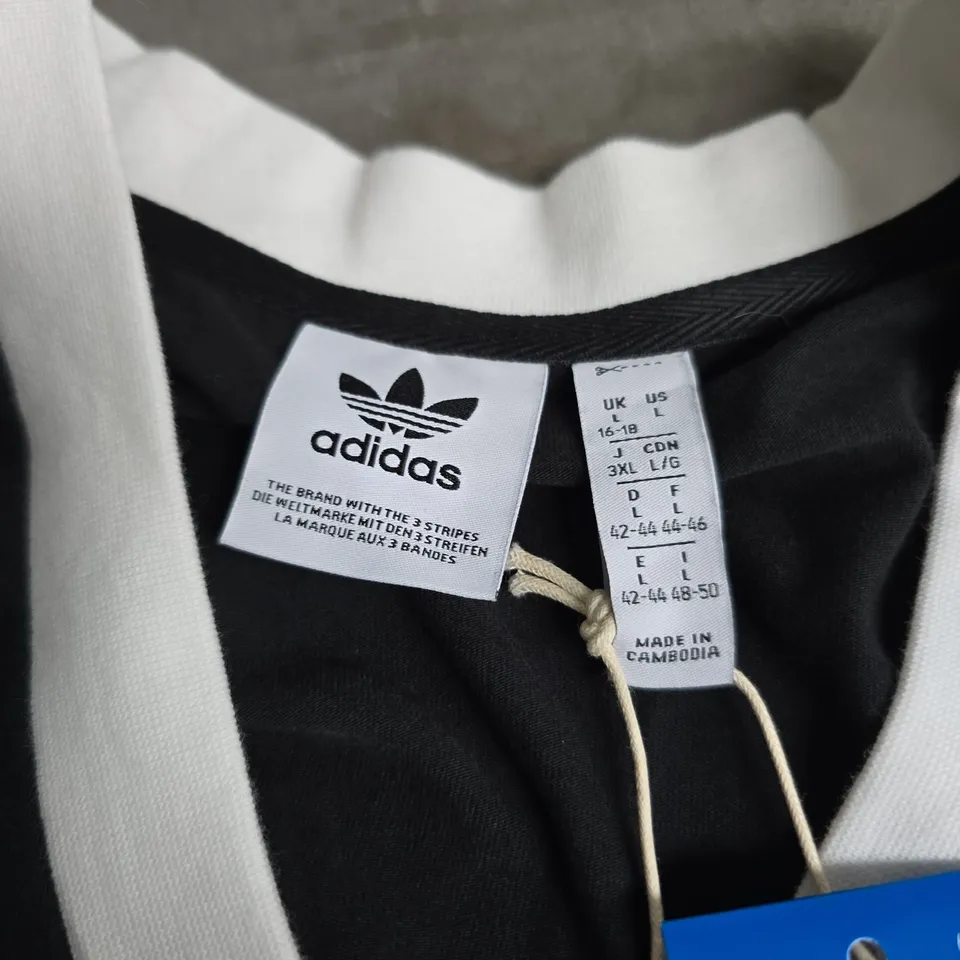 adidas
THE BRAND WITH THE 3 STRIPES
DIE WELTMARKE MIT DEN 3 STREIFEN
LA MARQUE AUX 3 BANDES
UK US
L L
16-18
J CDN
3XL L/G
D F
L L
42-44 44-46
E I
L L
42-44 48-50
MADE IN
CAMBODIA